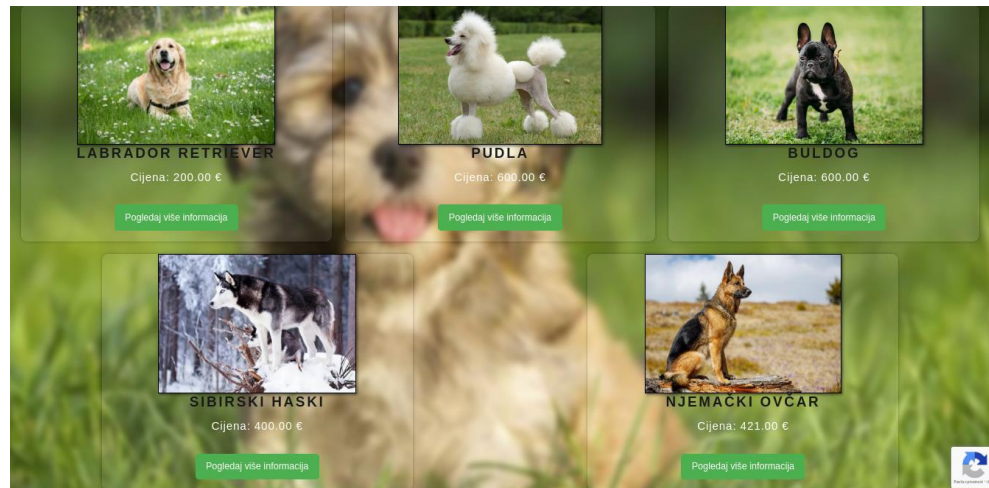 LABRADOR RETRIEVER
Cijena: 200.00 €
Pogledaj više informacija
PUDLA
Cijena: 600.00 €
Pogledaj više informacija
BULDOG
Cijena: 600.00 €
Pogledaj više informacija
SIBIRSKI HASKI
Cijena: 400.00 €
Pogledaj više informacija
NJEMAČKI OVČAR
Cijena: 421.00 €
Pogledaj više informacija